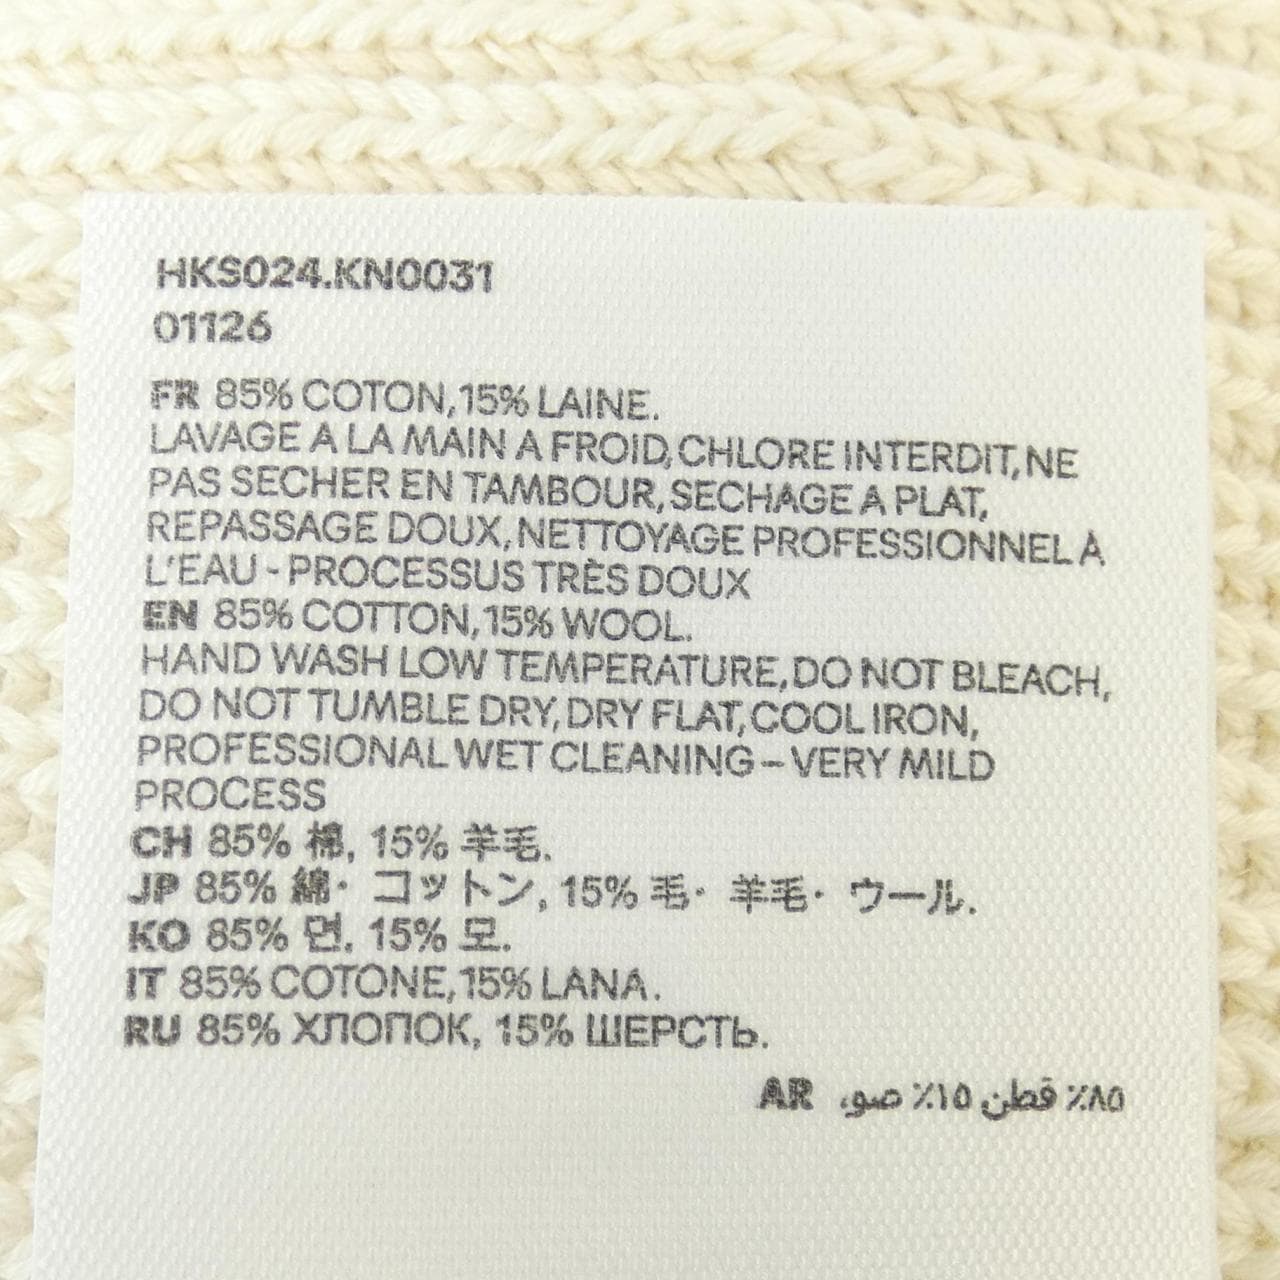 HKS024.KN0031
01126
FR 85% COTON,15% LAINE.
LAVAGE A LA MAIN A FROID,CHLORE INTERDIT,NE
PAS SECHER EN TAMBOUR,SECHAGE A PLAT,
REPASSAGE DOUX,NETTOYAGE PROFESSIONNEL À
L'EAU - PROCESSUS TRÈS DOUX
EN 85% COTTON,15% WOOL.
HAND WASH LOW TEMPERATURE,DO NOT BLEACH,
DO NOT TUMBLE DRY,DRY FLAT,COOL IRON,
PROFESSIONAL WET CLEANING – VERY MILD
PROCESS
CH 85% 棉, 15% 羊毛.
JP 85% 綿・ コットン, 15% 毛・ 羊毛・ ウール.
KO 85% 면, 15% 모.
IT 85% COTONE,15% LANA.
RU 85% ХЛОПОК, 15% ШЕРСТЬ.
AR ٨٥٪ قطن ١٥٪ صو،